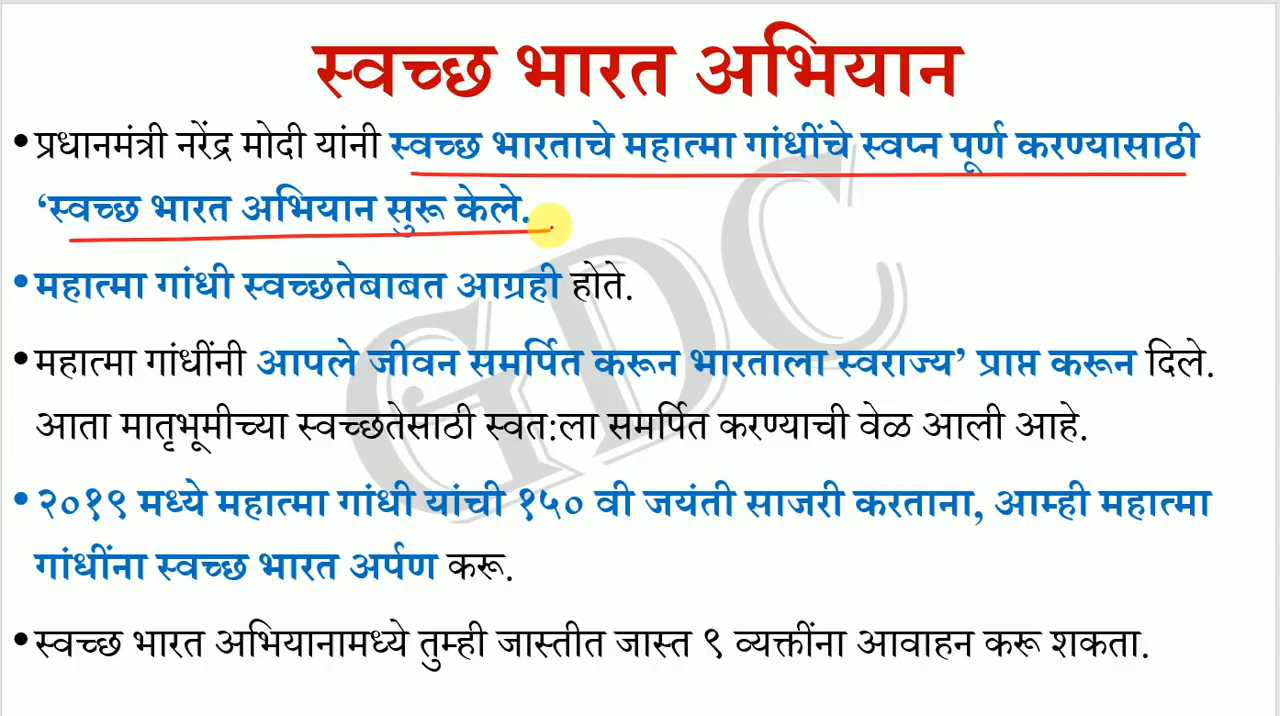 स्वच्छ भारत अभियान
•प्रधानमंत्री नरेंद्र मोदी यांनी स्वच्छ भारताचे महात्मा गांधींचे स्वप्न पूर्ण करण्यासाठी
‘स्वच्छ भारत अभियान सुरू केले.
•महात्मा गांधी स्वच्छतेबाबत आग्रही होते.
•महात्मा गांधींनी आपले जीवन समर्पित करून भारताला स्वराज्य’ प्राप्त करून दिले.
आता मातृभूमीच्या स्वच्छतेसाठी स्वत:ला समर्पित करण्याची वेळ आली आहे.
•२०१९ मध्ये महात्मा गांधी यांची १५० वी जयंती साजरी करताना, आम्ही महात्मा
गांधींना स्वच्छ भारत अर्पण करू.
•स्वच्छ भारत अभियानामध्ये तुम्ही जास्तीत जास्त ९ व्यक्तींना आवाहन करू शकता.
GDC